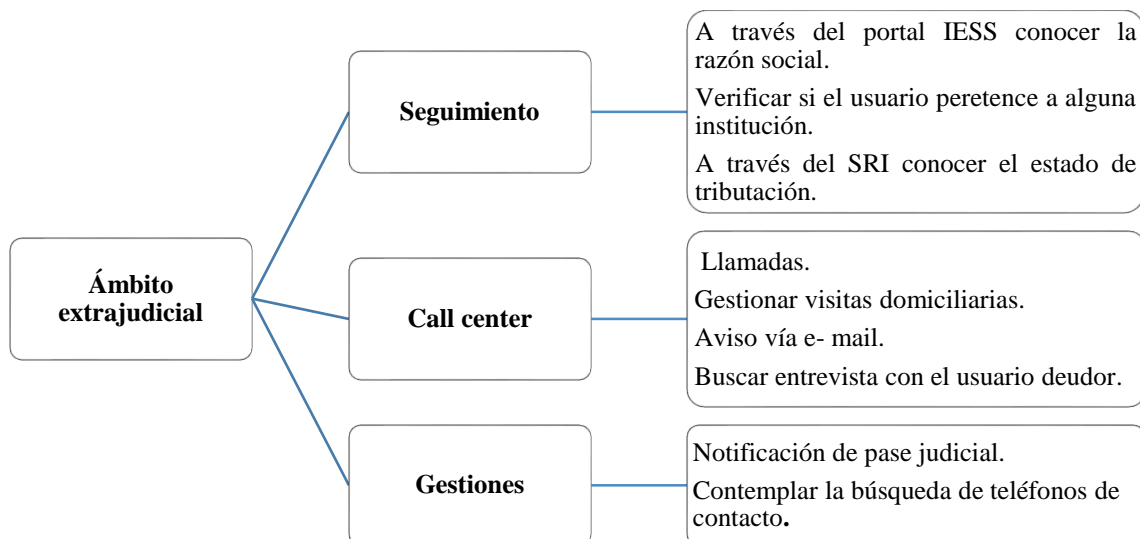 Ámbito
extrajudicial
Seguimiento
A través del portal IESS conocer la
razón social.
Verificar si el usuario peretence a alguna
institución.
A través del SRI conocer el estado de
tributación.
Call center
Llamadas.
Gestionar visitas domiciliarias.
Aviso vía e- mail.
Buscar entrevista con el usuario deudor.
Gestiones
Notificación de pase judicial.
Contemplar la búsqueda de teléfonos de
contacto.